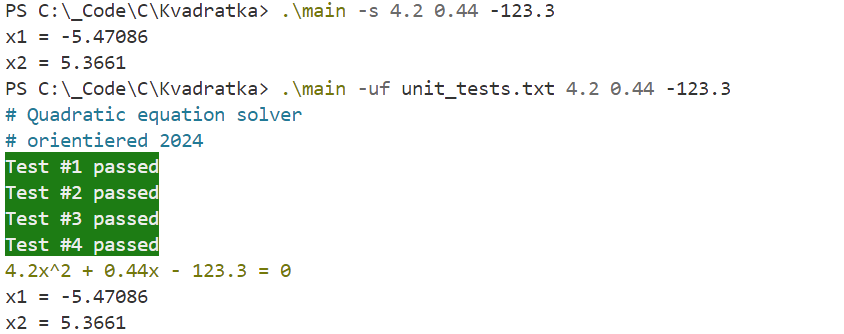 PS C:\_Code\C\Kvadratka> .\main -s 4.2 0.44 -123.3
x1 = -5.47086
x2 = 5.3661
PS C:\_Code\C\Kvadratka> .\main -uf unit_tests.txt 4.2 0.44 -123.3
# Quadratic equation solver
# orientiered 2024
Test #1 passed
Test #2 passed
Test #3 passed
Test #4 passed
4.2x^2 + 0.44x - 123.3 = 0
x1 = -5.47086
x2 = 5.3661